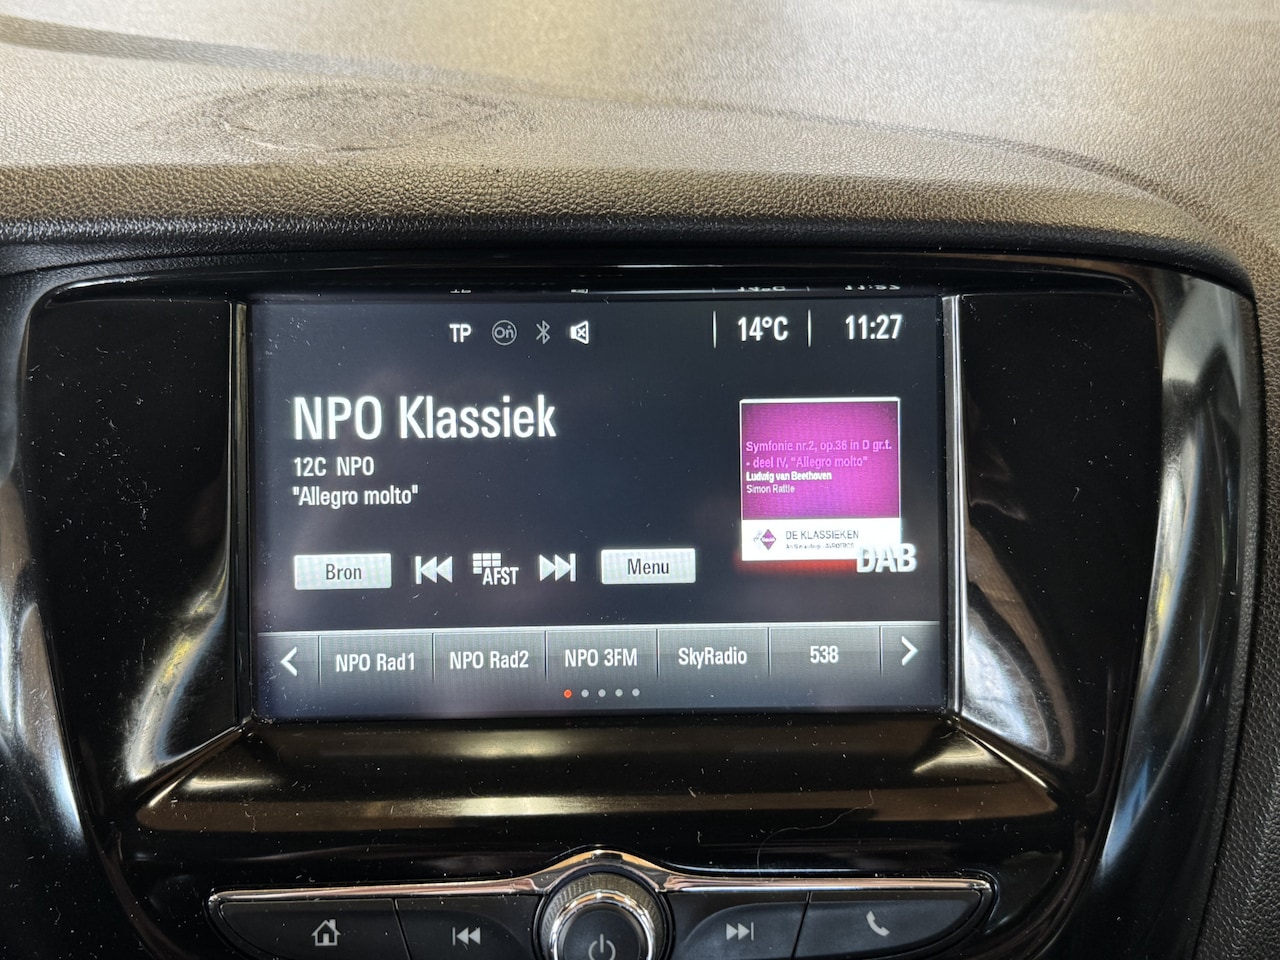 TP On 14°C 11:27
NPO Klassiek
12C NPO
"Allegro molto"
Symfonie nr.2, op.36 in D gr.t.
- deel IV, "Allegro molto"
Ludwig van Beethoven
Simon Rattle
DE KLASSIEKEN
DAB
Bron AFST Menu
NPO Rad1 NPO Rad2 NPO 3FM SkyRadio 538